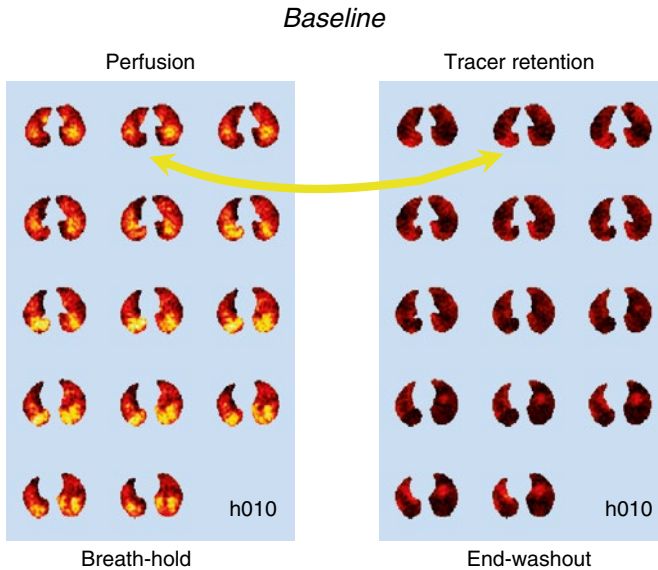 Baseline
Perfusion
Tracer retention
h010
h010
Breath-hold
End-washout